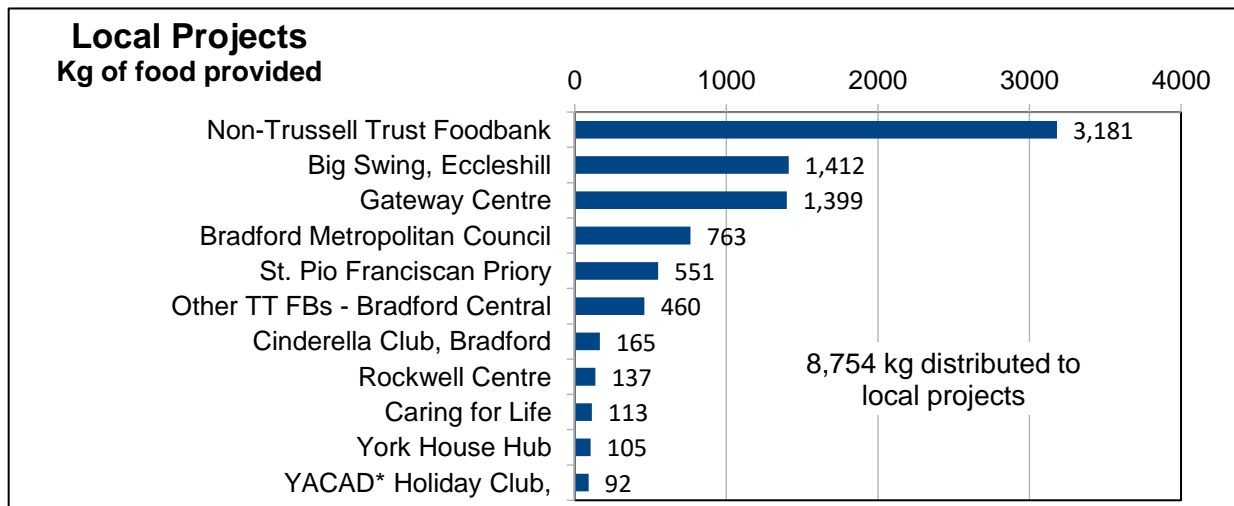 Local Projects
Kg of food provided
0 1000 2000 3000 4000
Non-Trussell Trust Foodbank 3,181
Big Swing, Eccleshill 1,412
Gateway Centre 1,399
Bradford Metropolitan Council 763
St. Pio Franciscan Priory 551
Other TT FBs - Bradford Central 460
Cinderella Club, Bradford 165
Rockwell Centre 137
Caring for Life 113
York House Hub 105
YACAD* Holiday Club, 92
8,754 kg distributed to
local projects